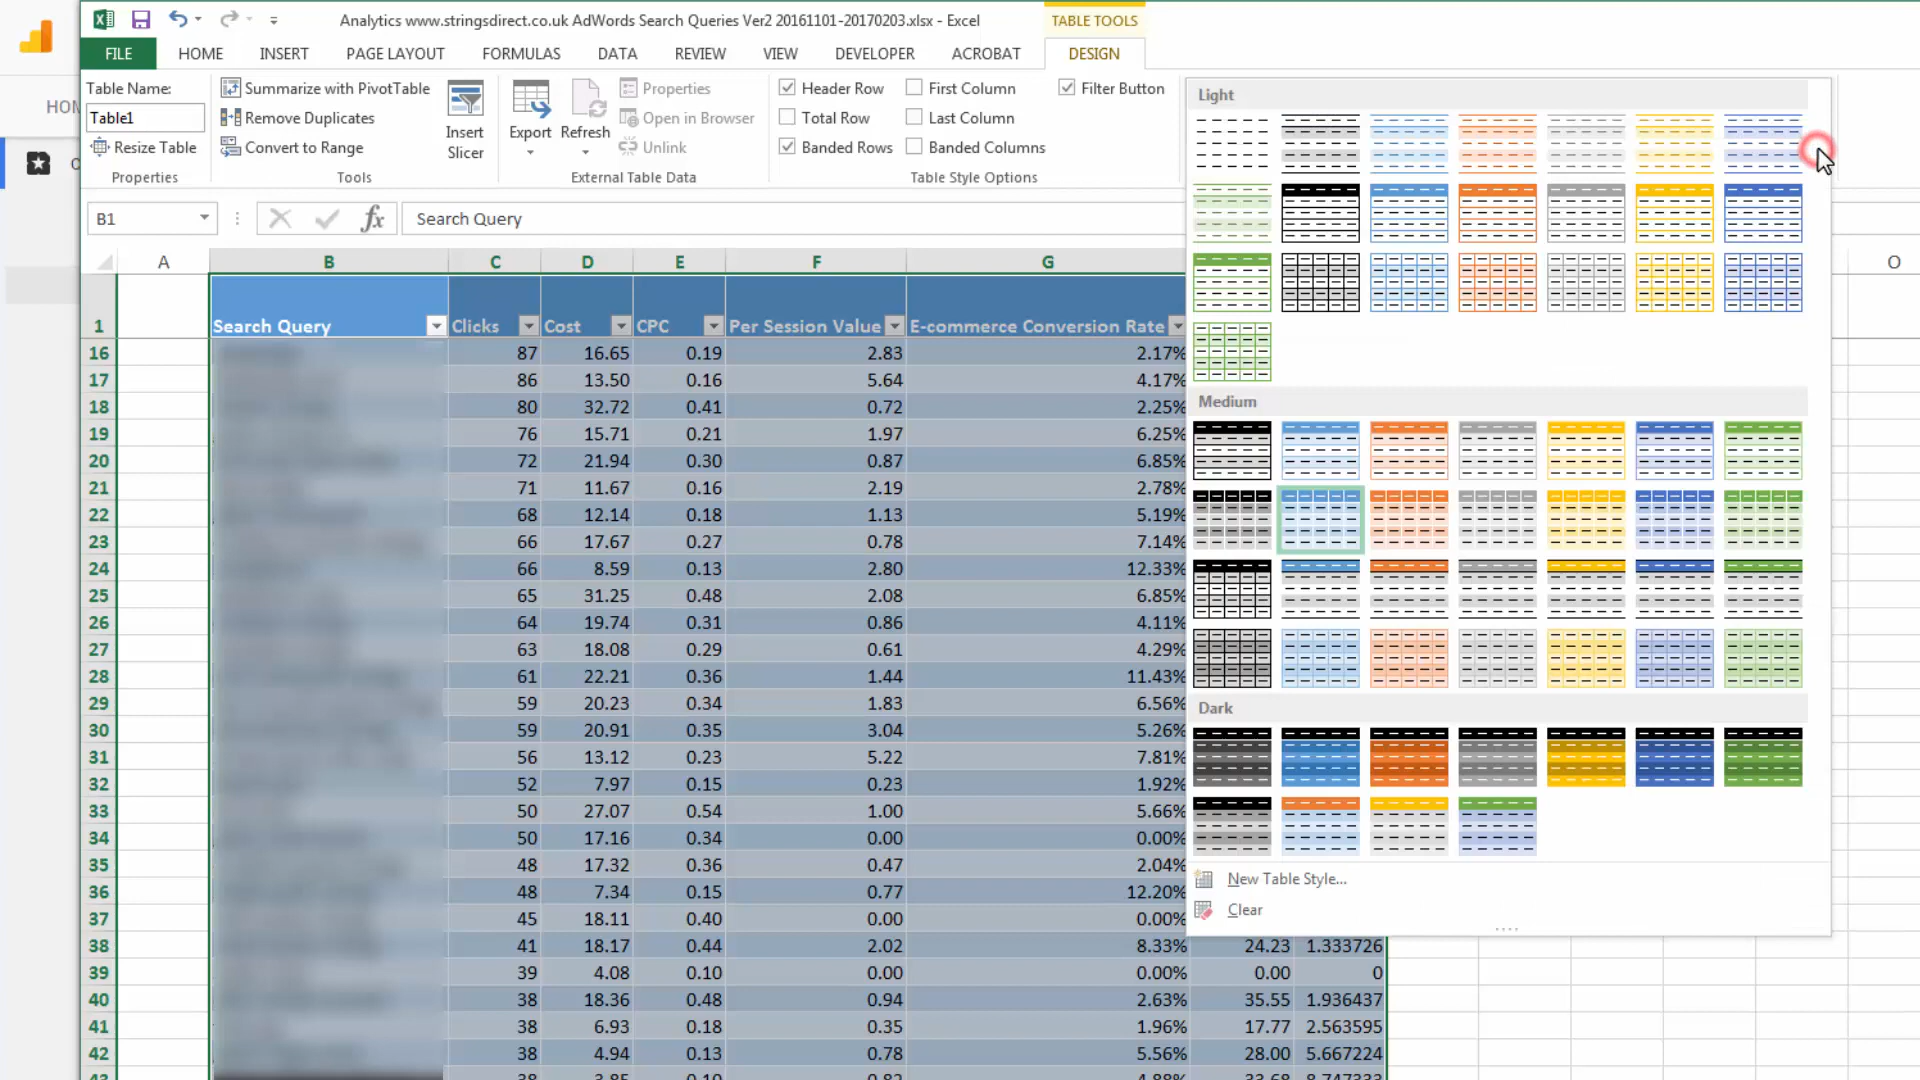 Analytics www.stringsdirect.co.uk AdWords Search Queries Ver2 20161101-20170203.xlsx - Excel
TABLE TOOLS
FILE HOME INSERT PAGE LAYOUT FORMULAS DATA REVIEW VIEW DEVELOPER ACROBAT DESIGN
Table Name:
Table1
Resize Table
Properties
Summarize with PivotTable
Remove Duplicates
Convert to Range
Tools
Insert
Slicer
Export
Refresh
Properties
Open in Browser
Unlink
External Table Data
Header Row First Column Filter Button
Total Row Last Column
Banded Rows Banded Columns
Table Style Options
B1 fx Search Query
A B C D E F G O
1 Search Query Clicks Cost CPC Per Session Value E-commerce Conversion Rate
16 87 16.65 0.19 2.83 2.17%
17 86 13.50 0.16 5.64 4.17%
18 80 32.72 0.41 0.72 2.25%
19 76 15.71 0.21 1.97 6.25%
20 72 21.94 0.30 0.87 6.85%
21 71 11.67 0.16 2.19 2.78%
22 68 12.14 0.18 1.13 5.19%
23 66 17.67 0.27 0.78 7.14%
24 66 8.59 0.13 2.80 12.33%
25 65 31.25 0.48 2.08 6.85%
26 64 19.74 0.31 0.86 4.11%
27 63 18.08 0.29 0.61 4.29%
28 61 22.21 0.36 1.44 11.43%
29 59 20.23 0.34 1.83 6.56%
30 59 20.91 0.35 3.04 5.26%
31 56 13.12 0.23 5.22 7.81%
32 52 7.97 0.15 0.23 1.92%
33 50 27.07 0.54 1.00 5.66%
34 50 17.16 0.34 0.00 0.00%
35 48 17.32 0.36 0.47 2.04%
36 48 7.34 0.15 0.77 12.20%
37 45 18.11 0.40 0.00 0.00%
38 41 18.17 0.44 2.02 8.33% 24.23 1.333726
39 39 4.08 0.10 0.00 0.00% 0.00 0
40 38 18.36 0.48 0.94 2.63% 35.55 1.936437
41 38 6.93 0.18 0.35 1.96% 17.77 2.563595
42 38 4.94 0.13 0.78 5.56% 28.00 5.667224
Light
Medium
Dark
New Table Style...
Clear